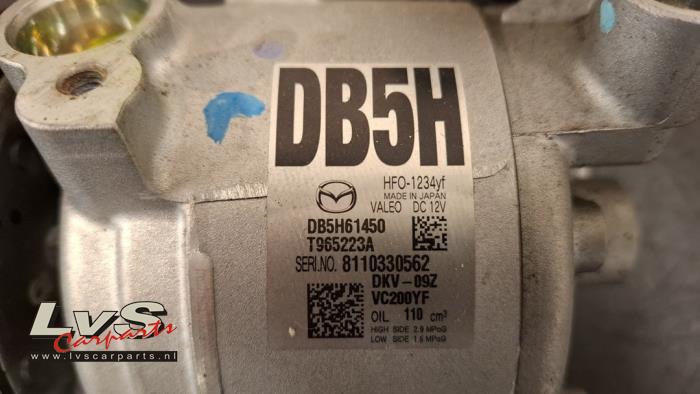 DB5H
HFO-1234yf
MADE IN JAPAN
VALEO DC 12V
DB5H61450
T965223A
SERI.NO. 8110330562
DKV-09Z
VC200YF
OIL 110 cm³
HIGH SIDE 2.9 MPaG
LOW SIDE 1.6 MPaG
LvS
Carparts
www.lvscarparts.nl